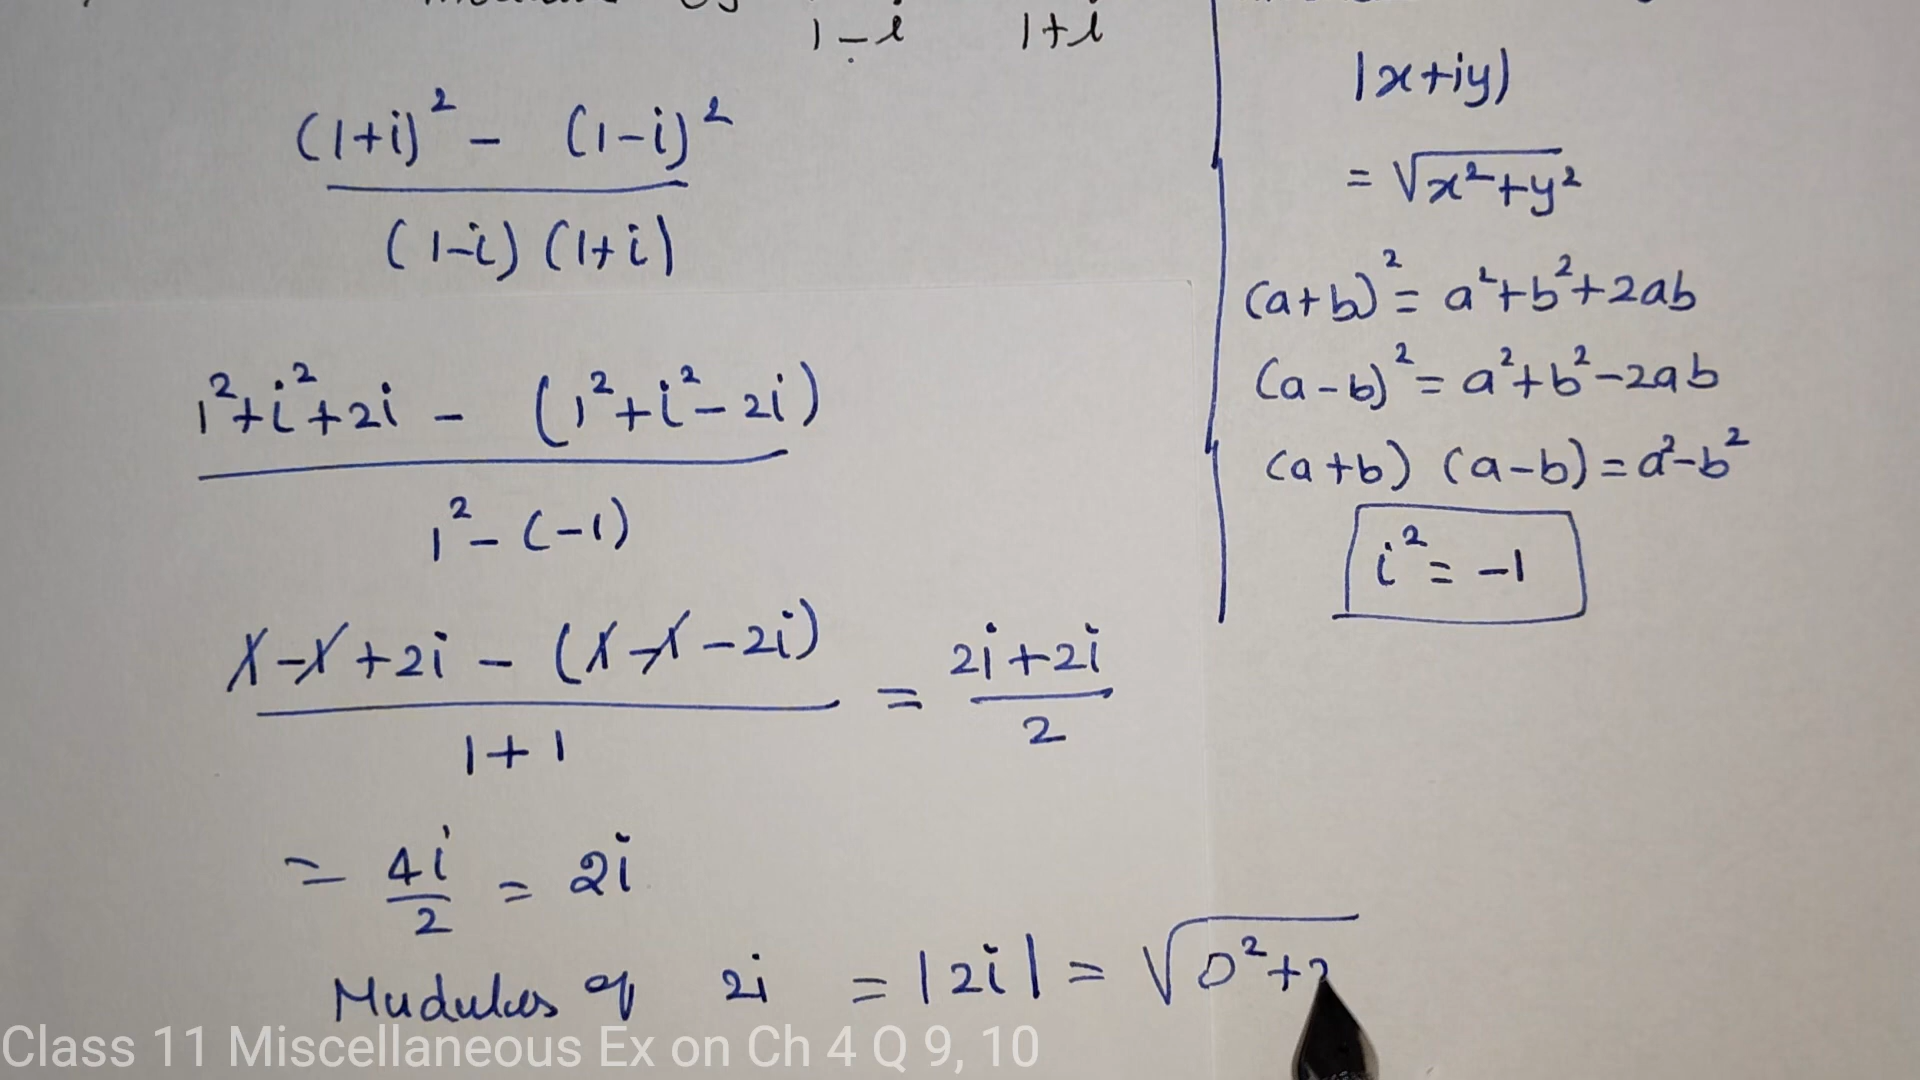 1-i 1+i
(1+i)² - (1-i)²
(1-i) (1+i)
1²+i²+2i - (1²+i²-2i)
1² - (-1)
1-1+2i - (1-1-2i) = 2i+2i
1+1 2
= 4i = 2i
2
Mudulus of 2i = |2i| = √0²+2
|x+iy)
= √x²+y²
(a+b)² = a²+b²+2ab
(a-b)² = a²+b²-2ab
(a+b) (a-b) = a²-b²
i² = -1
Class 11 Miscellaneous Ex on Ch 4 Q 9, 10